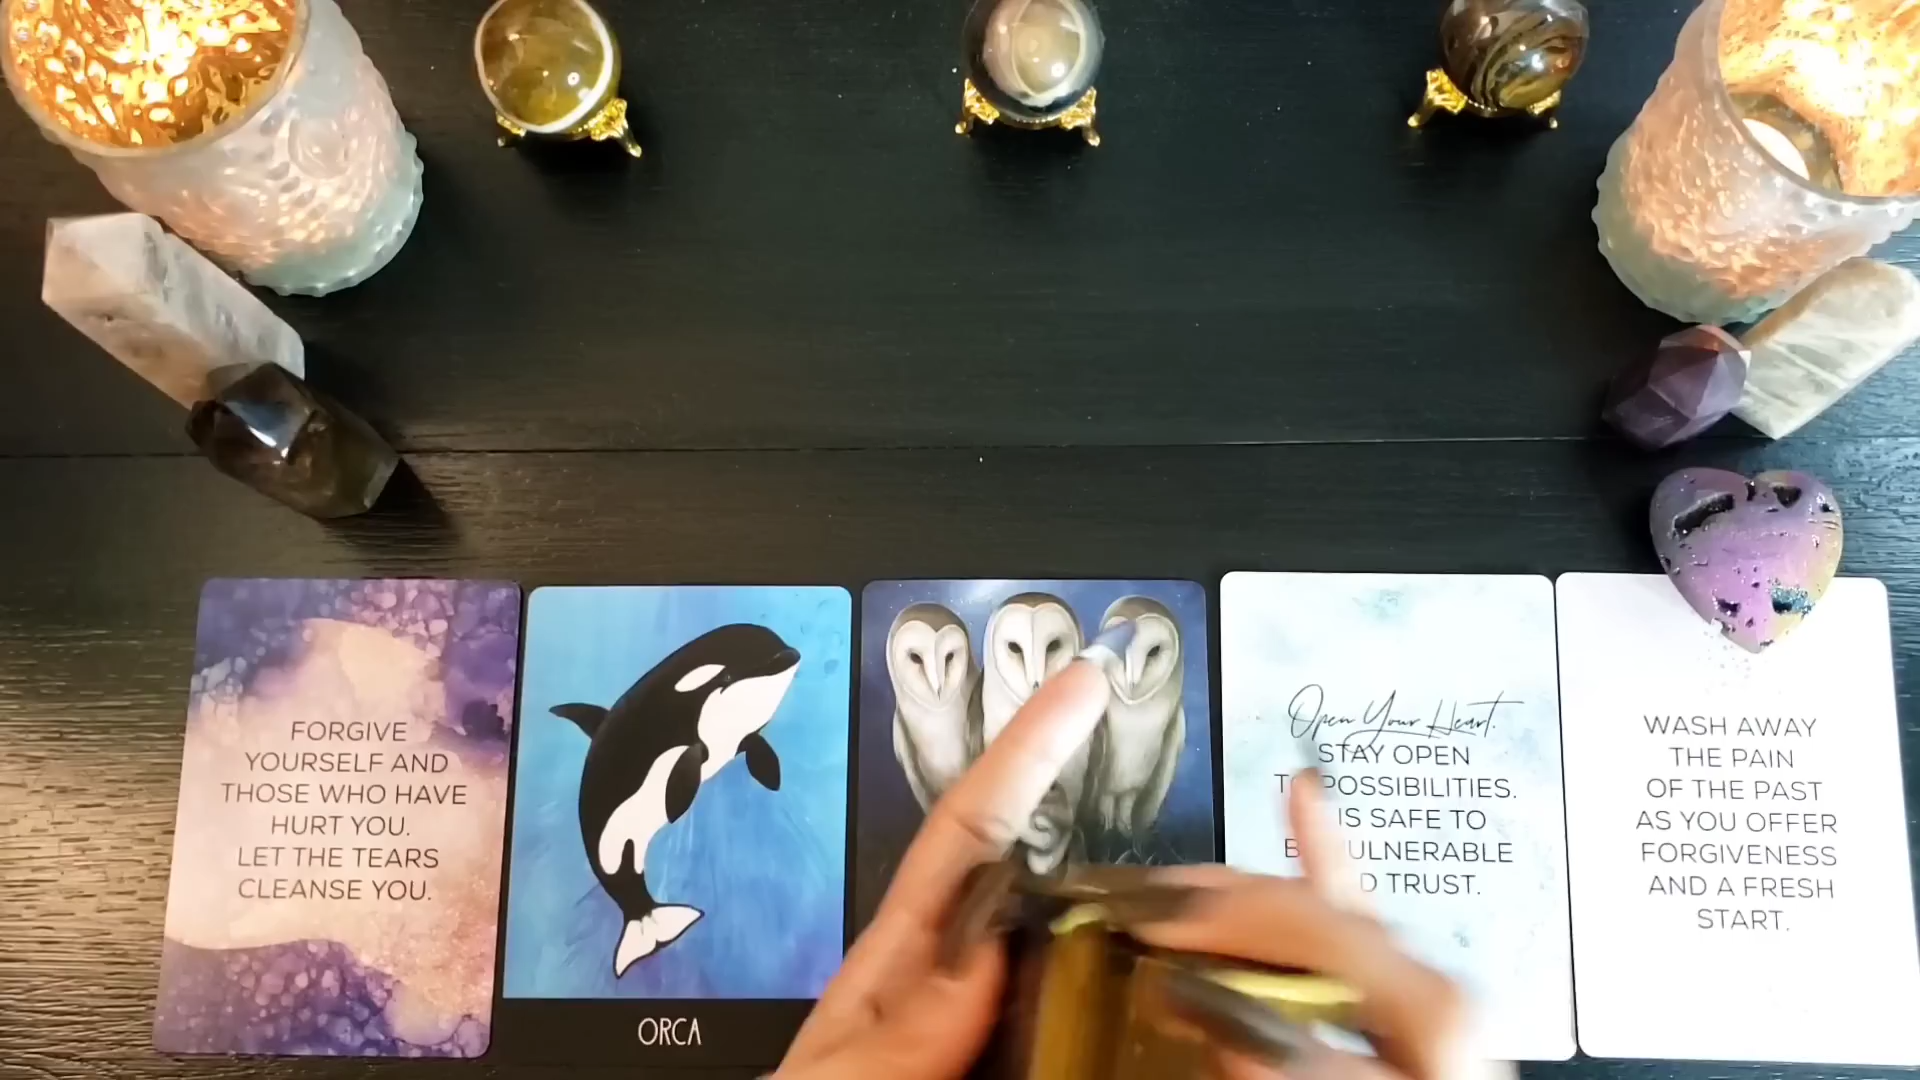 FORGIVE
YOURSELF AND
THOSE WHO HAVE
HURT YOU.
LET THE TEARS
CLEANSE YOU.
ORCA
Open Your Heart.
STAY OPEN
POSSIBILITIES.
IS SAFE TO
TRUST.
WASH AWAY
THE PAIN
OF THE PAST
AS YOU OFFER
FORGIVENESS
AND A FRESH
START.